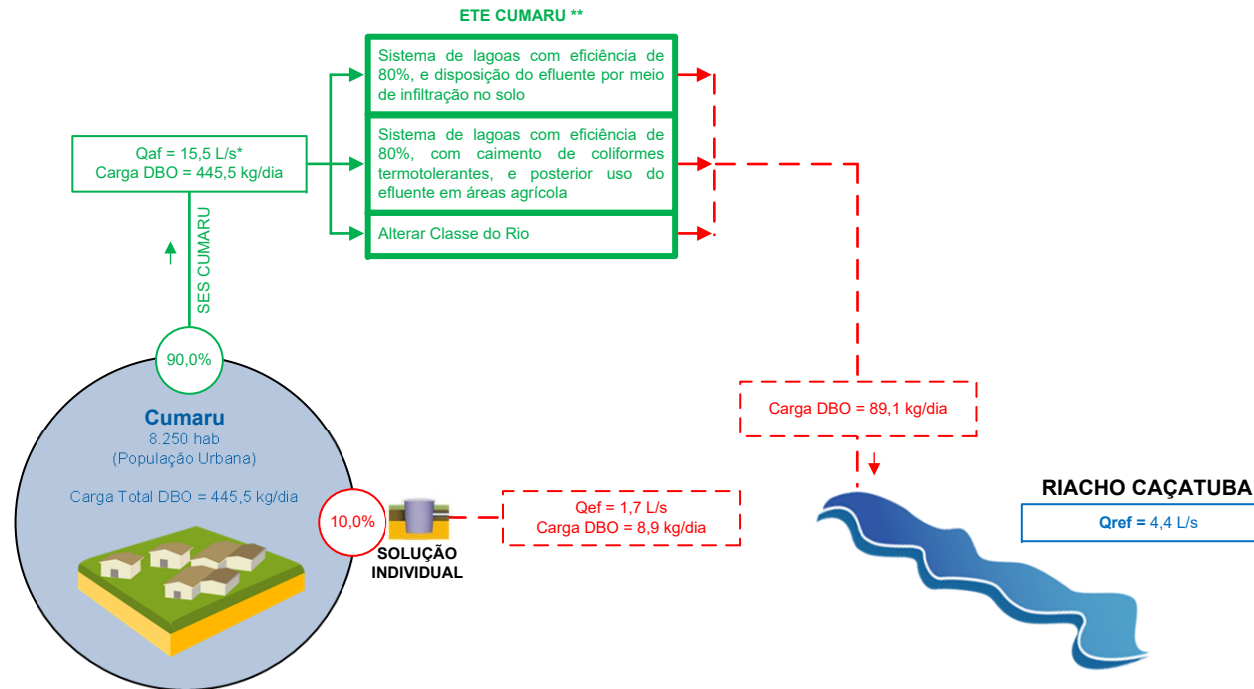 ETE CUMARU **
Sistema de lagoas com eficiência de
80%, e disposição do efluente por meio
de infiltração no solo
Sistema de lagoas com eficiência de
80%, com caimento de coliformes
termotolerantes, e posterior uso do
efluente em áreas agrícola
Alterar Classe do Rio
Qaf = 15,5 L/s*
Carga DBO = 445,5 kg/dia
SES CUMARU
90,0%
Cumaru
8.250 hab
(População Urbana)
Carga Total DBO = 445,5 kg/dia
10,0%
SOLUÇÃO
INDIVIDUAL
Qef = 1,7 L/s
Carga DBO = 8,9 kg/dia
Carga DBO = 89,1 kg/dia
RIACHO CAÇATUBA
Qref = 4,4 L/s